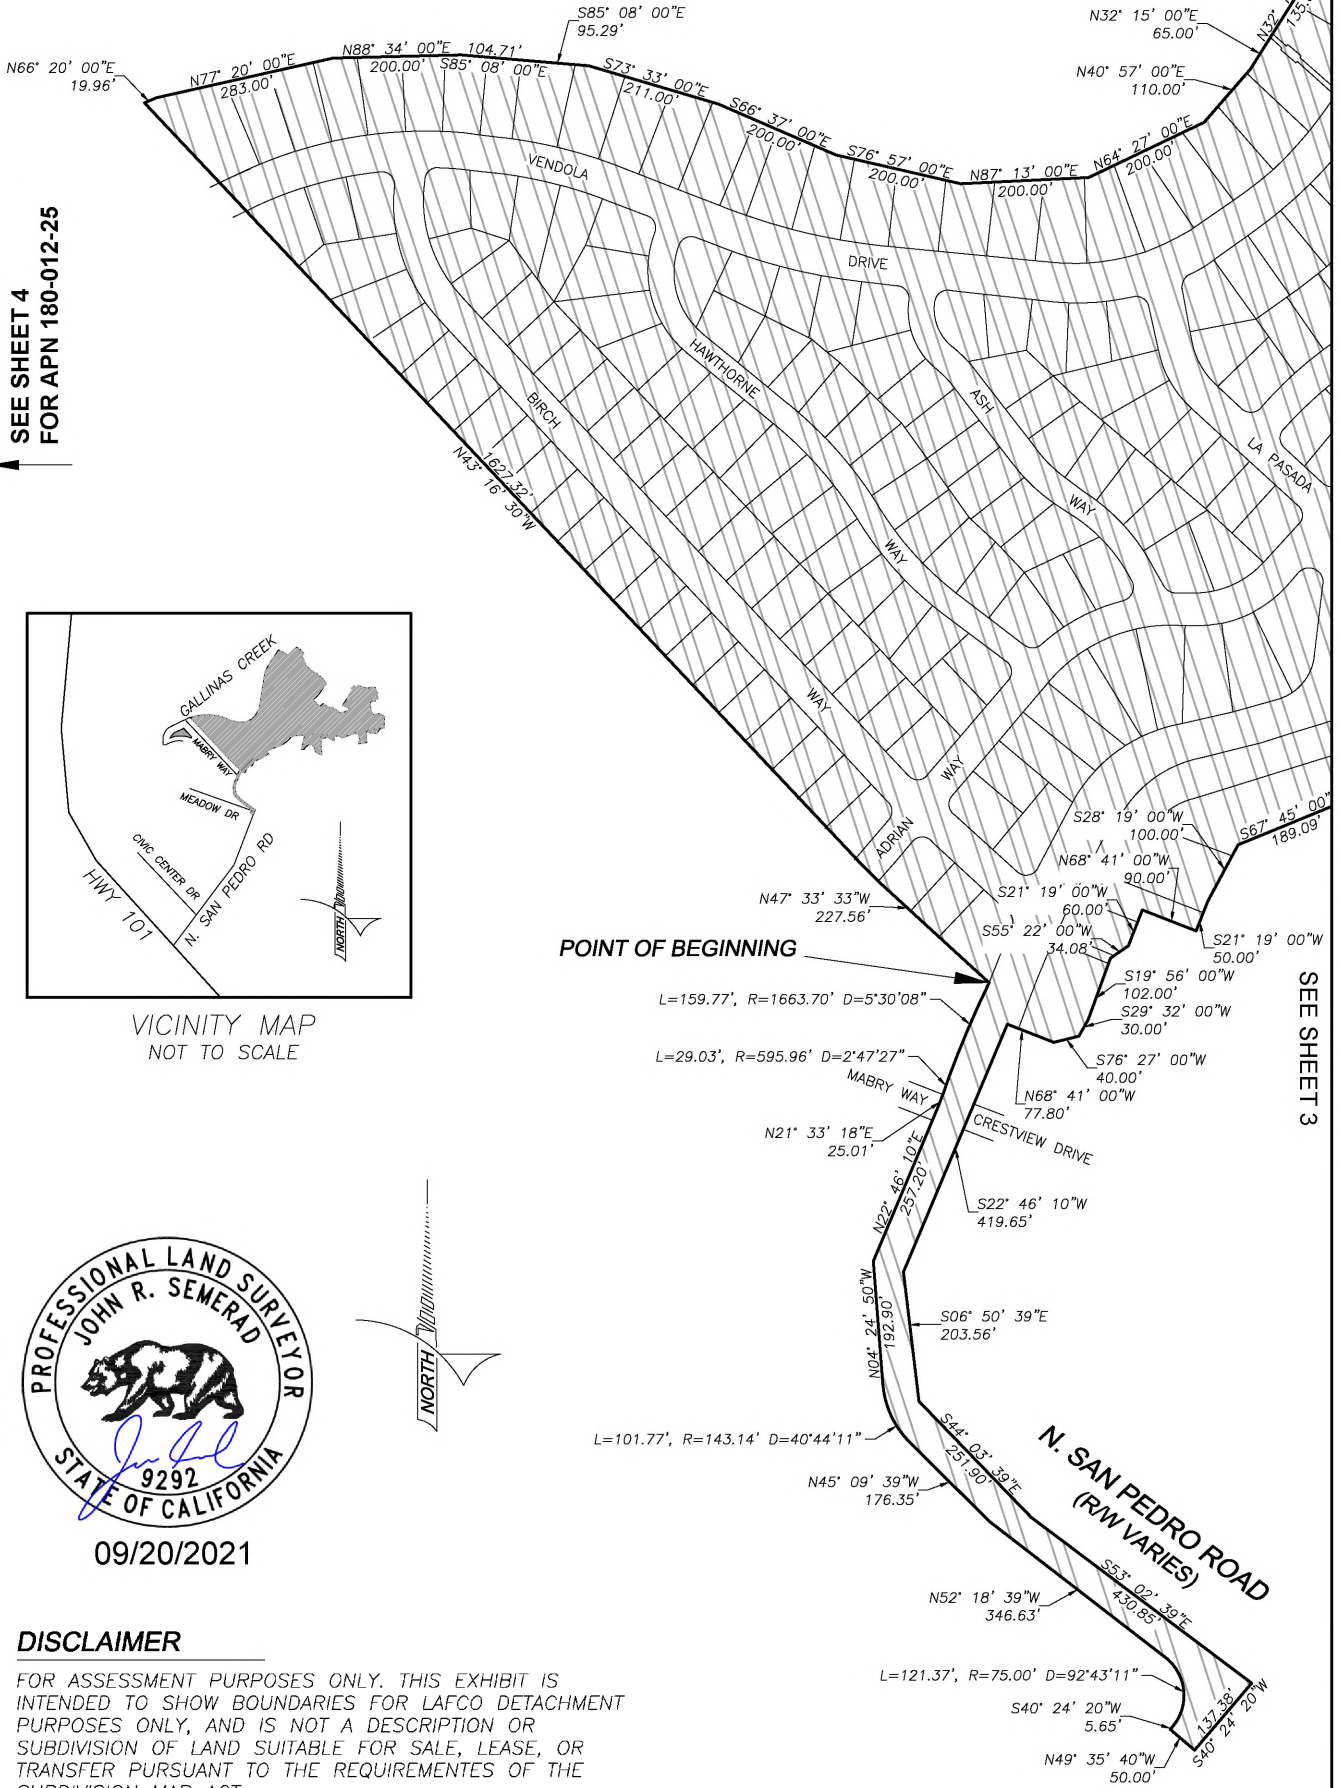 S85° 08' 00"E
95.29'
N32° 15' 00"E
65.00'
N40° 57' 00"E
110.00'
N32°
135.
N66° 20' 00"E
19.96'
N77° 20' 00"E
283.00'
N88° 34' 00"E
200.00'
104.71'
S85° 08' 00"E
S73° 33' 00"E
211.00'
S66° 37' 00"E
200.00'
S76° 57' 00"E
200.00'
N87° 13' 00"E
200.00'
N64° 27' 00"E
200.00'
VENDOLA
DRIVE
SEE SHEET 4
FOR APN 180-012-25
HAWTHORNE
WAY
BIRCH
WAY
ASH
WAY
LA PASADA
ADRIAN
WAY
1627.32'
N43° 16' 30"W
GALLINAS CREEK
MABRY WAY
MEADOW DR
CIVIC CENTER DR
N. SAN PEDRO RD
HWY 101
NORTH
VICINITY MAP
NOT TO SCALE
S28° 19' 00"W
100.00'
S67° 45' 00"
189.09'
N68° 41' 00"W
90.00'
S21° 19' 00"W
60.00'
S55° 22' 00"W
34.08'
S21° 19' 00"W
50.00'
S19° 56' 00"W
102.00'
S29° 32' 00"W
30.00'
S76° 27' 00"W
40.00'
N68° 41' 00"W
77.80'
SEE SHEET 3
N47° 33' 33"W
227.56'
POINT OF BEGINNING
L=159.77', R=1663.70' D=5°30'08"
L=29.03', R=595.96' D=2°47'27"
MABRY WAY
CRESTVIEW DRIVE
N21° 33' 18"E
25.01'
N22° 46' 10"E
257.20'
S22° 46' 10"W
419.65'
N04° 24' 50"W
192.90'
S06° 50' 39"E
203.56'
L=101.77', R=143.14' D=40°44'11"
S44° 03' 39"E
251.90'
N45° 09' 39"W
176.35'
N. SAN PEDRO ROAD
(R/W VARIES)
S53° 02' 39"E
430.85'
N52° 18' 39"W
346.63'
L=121.37', R=75.00' D=92°43'11"
S40° 24' 20"W
5.65'
137.38'
S40° 24' 20"W
N49° 35' 40"W
50.00'
NORTH
PROFESSIONAL LAND SURVEYOR
JOHN R. SEMERAD
9292
STATE OF CALIFORNIA
09/20/2021
DISCLAIMER
FOR ASSESSMENT PURPOSES ONLY. THIS EXHIBIT IS
INTENDED TO SHOW BOUNDARIES FOR LAFCO DETACHMENT
PURPOSES ONLY, AND IS NOT A DESCRIPTION OR
SUBDIVISION OF LAND SUITABLE FOR SALE, LEASE, OR
TRANSFER PURSUANT TO THE REQUIREMENTES OF THE
SUBDIVISION MAP ACT